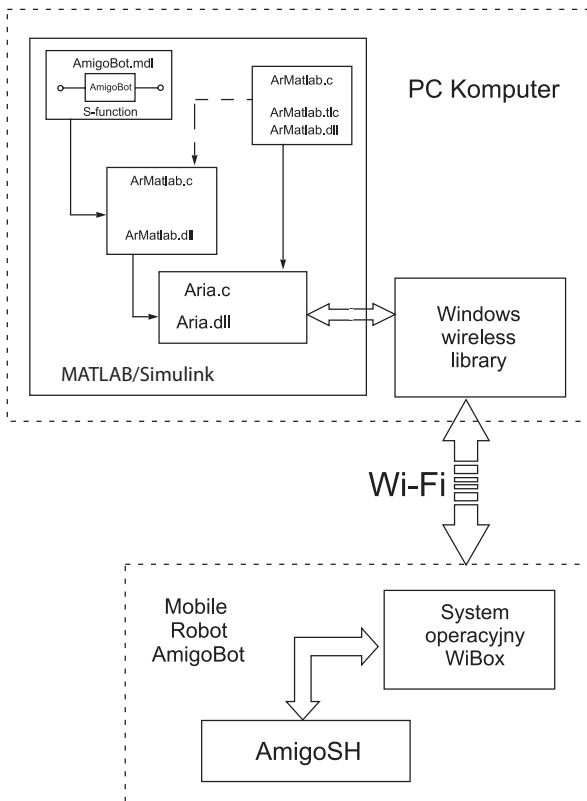 AmigoBot.mdl
AmigoBot
S-function
ArMatlab.c
ArMatlab.tlc
ArMatlab.dll
PC Komputer
ArMatlab.c
ArMatlab.dll
Aria.c
Aria.dll
MATLAB/Simulink
Windows
wireless
library
Wi-Fi
Mobile
Robot
AmigoBot
System
operacyjny
WiBox
AmigoSH